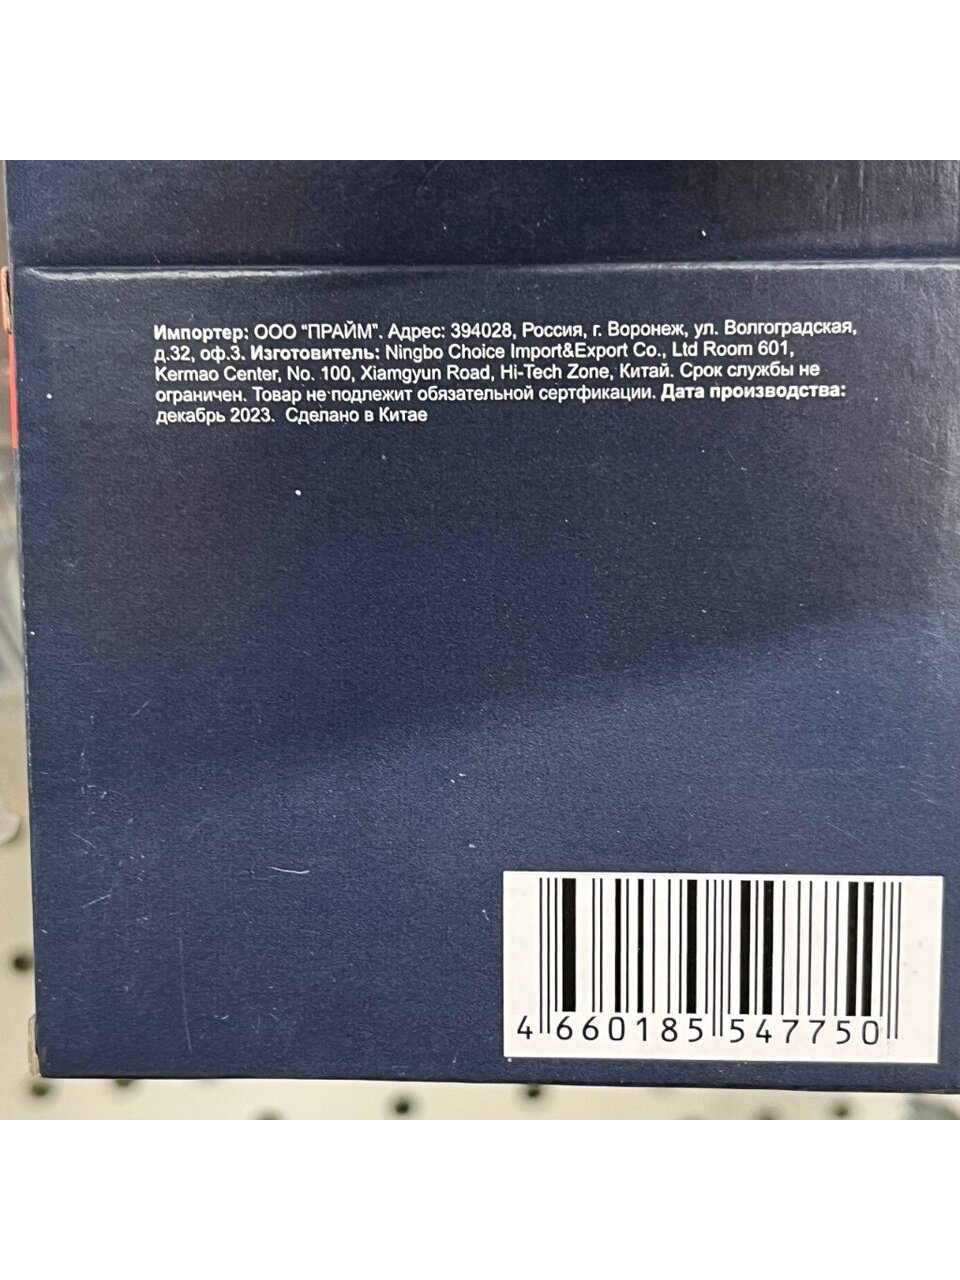 Импортер: ООО "ПРАЙМ". Адрес: 394028, Россия, г. Воронеж, ул. Волгоградская,
д.32, оф.3. Изготовитель: Ningbo Choice Import&Export Co., Ltd Room 601,
Kermao Center, No. 100, Xiamgyun Road, Hi-Tech Zone, Китай. Срок службы не
ограничен. Товар не подлежит обязательной сертфикации. Дата производства:
декабрь 2023. Сделано в Китае
4 660185 547750